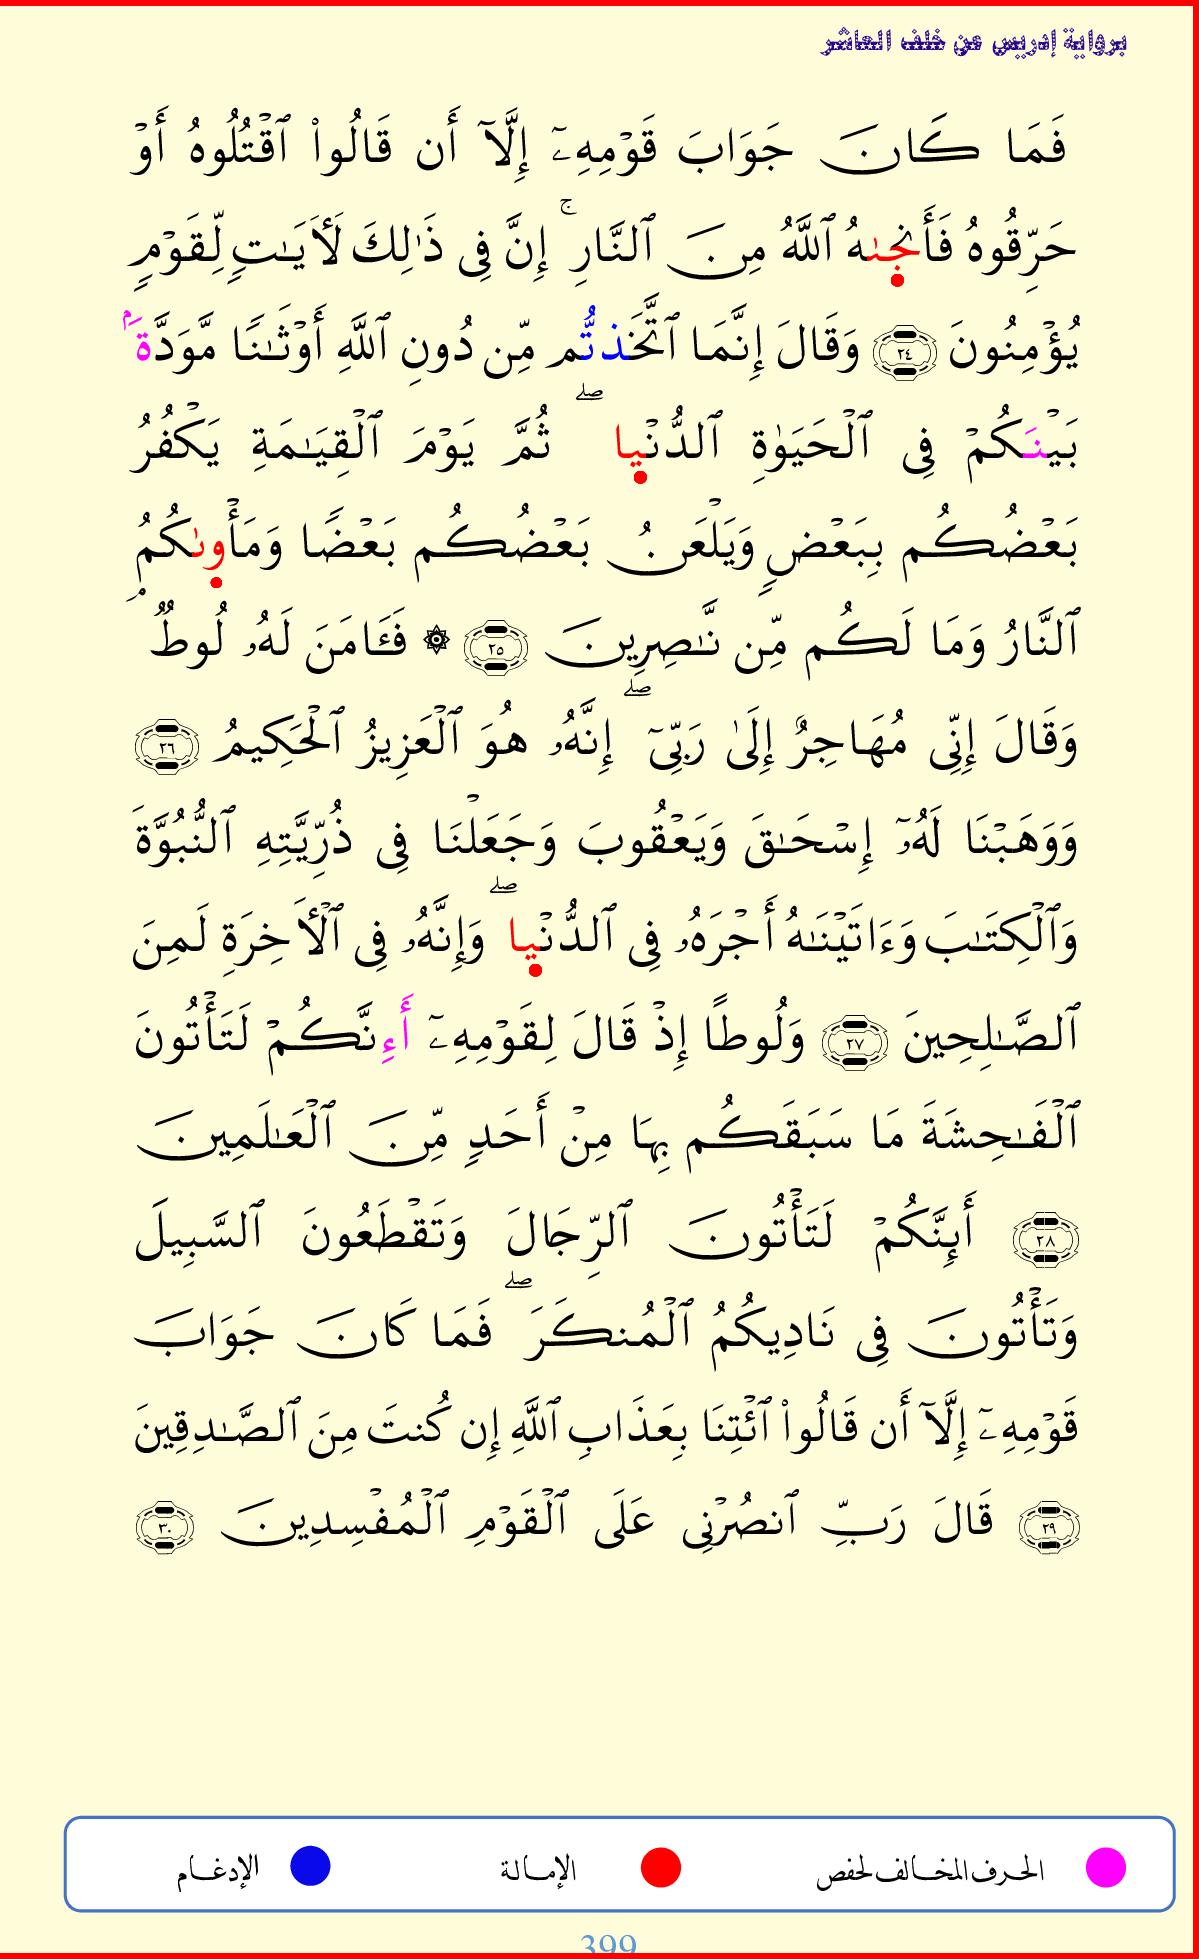 برواية إدريس عن خلف العاشر
فَمَا كَانَ جَوَابَ قَوْمِهِۦٓ إِلَّآ أَن قَالُوا۟ ٱقْتُلُوهُ أَوْ
حَرِّقُوهُ فَأَنجىٰهُ ٱللَّهُ مِنَ ٱلنَّارِ ۚ إِنَّ فِى ذَٰلِكَ لَأَيَـٰتٍ لِّقَوْمٍ
يُؤْمِنُونَ ٢٤ وَقَالَ إِنَّمَا ٱتَّخَذتُّم مِّن دُونِ ٱللَّهِ أَوْثَـٰنًا مَّوَدَّةَۢ
بَيْنَكُمْ فِى ٱلْحَيَوٰةِ ٱلدُّنْيا ۖ ثُمَّ يَوْمَ ٱلْقِيَـٰمَةِ يَكْفُرُ
بَعْضُكُم بِبَعْضٍ وَيَلْعَنُ بَعْضُكُم بَعْضًا وَمَأْوىٰكُمُ
ٱلنَّارُ وَمَا لَكُم مِّن نَّـٰصِرِينَ ٢٥ ۞ فَـَٔامَنَ لَهُۥ لُوطٌ ۘ
وَقَالَ إِنِّى مُهَاجِرٌ إِلَىٰ رَبِّىٓ ۖ إِنَّهُۥ هُوَ ٱلْعَزِيزُ ٱلْحَكِيمُ ٢٦
وَوَهَبْنَا لَهُۥٓ إِسْحَـٰقَ وَيَعْقُوبَ وَجَعَلْنَا فِى ذُرِّيَّتِهِ ٱلنُّبُوَّةَ
وَٱلْكِتَـٰبَ وَءَاتَيْنَـٰهُ أَجْرَهُۥ فِى ٱلدُّنْيا ۖ وَإِنَّهُۥ فِى ٱلْأَخِرَةِ لَمِنَ
ٱلصَّـٰلِحِينَ ٢٧ وَلُوطًا إِذْ قَالَ لِقَوْمِهِۦٓ أَءِنَّكُمْ لَتَأْتُونَ
ٱلْفَـٰحِشَةَ مَا سَبَقَكُم بِهَا مِنْ أَحَدٍ مِّنَ ٱلْعَـٰلَمِينَ
٢٨ أَئِنَّكُمْ لَتَأْتُونَ ٱلرِّجَالَ وَتَقْطَعُونَ ٱلسَّبِيلَ
وَتَأْتُونَ فِى نَادِيكُمُ ٱلْمُنكَرَ ۖ فَمَا كَانَ جَوَابَ
قَوْمِهِۦٓ إِلَّآ أَن قَالُوا۟ ٱئْتِنَا بِعَذَابِ ٱللَّهِ إِن كُنتَ مِنَ ٱلصَّـٰدِقِينَ
٢٩ قَالَ رَبِّ ٱنصُرْنِى عَلَى ٱلْقَوْمِ ٱلْمُفْسِدِينَ ٣٠
الحرف المخالف لحفص الإمالة الإدغام
399